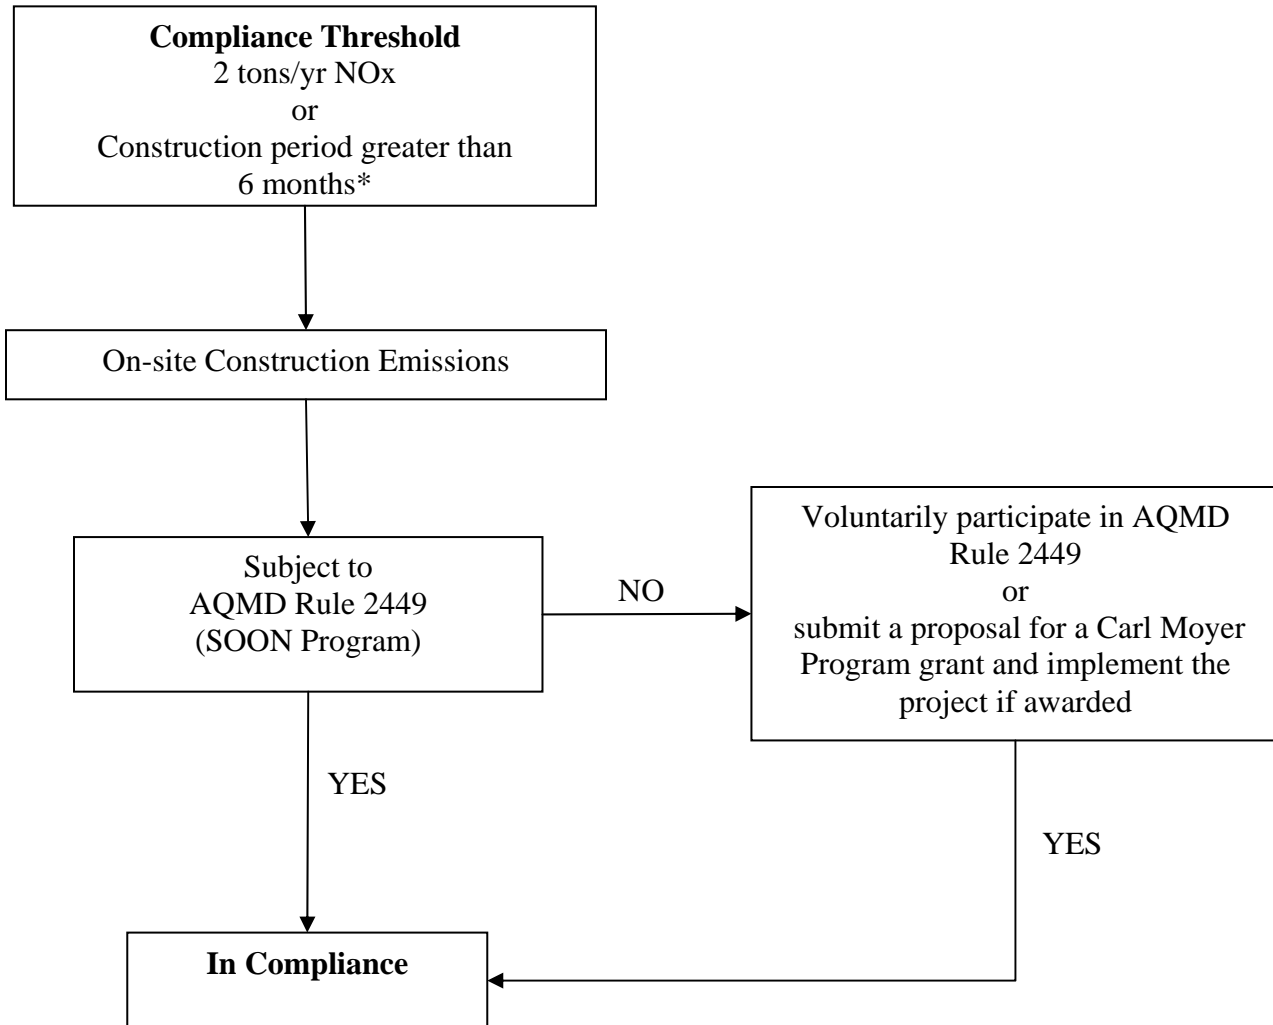 Compliance Threshold
2 tons/yr NOx
or
Construction period greater than
6 months*
On-site Construction Emissions
Subject to
AQMD Rule 2449
(SOON Program)
NO
Voluntarily participate in AQMD
Rule 2449
or
submit a proposal for a Carl Moyer
Program grant and implement the
project if awarded
YES
YES
In Compliance